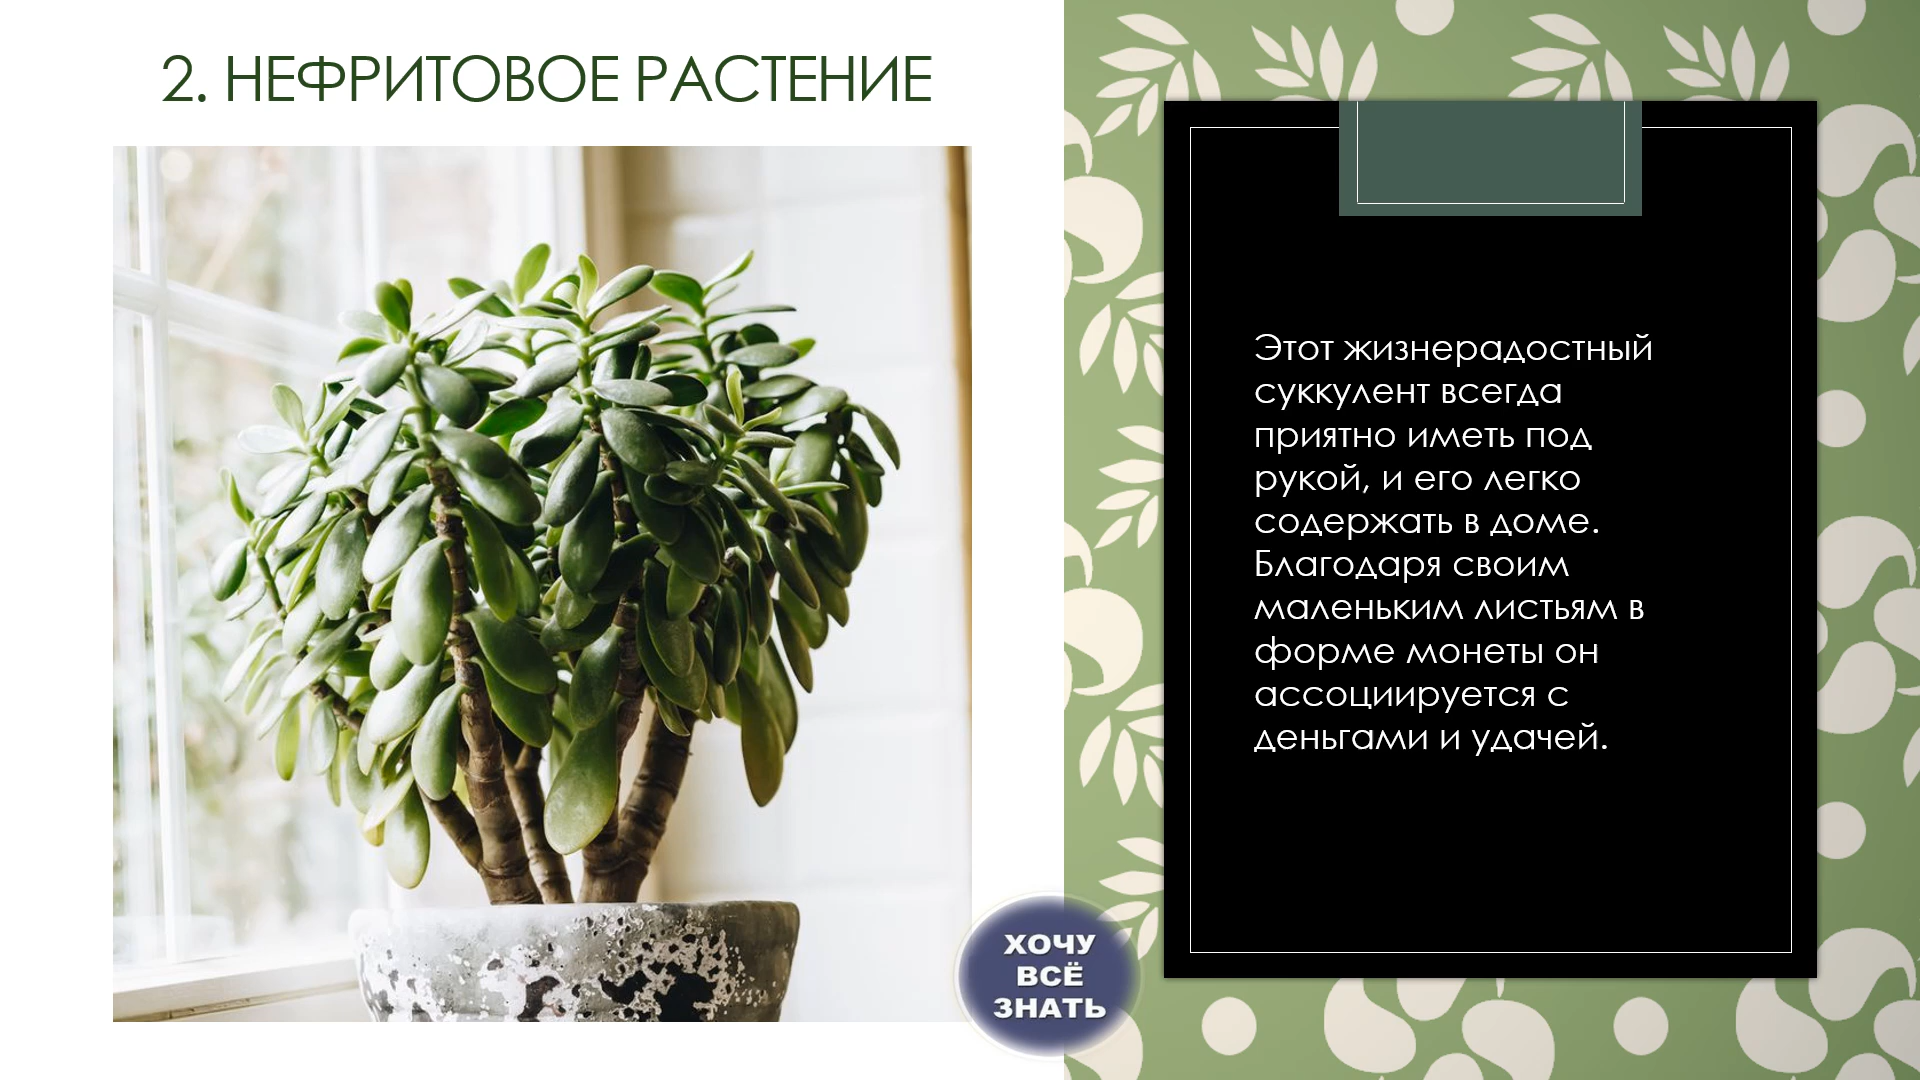 2. НЕФРИТОВОЕ РАСТЕНИЕ
Этот жизнерадостный
суккулент всегда
приятно иметь под
рукой, и его легко
содержать в доме.
Благодаря своим
маленьким листьям в
форме монеты он
ассоциируется с
деньгами и удачей.
ХОЧУ
ВСЁ
ЗНАТЬ